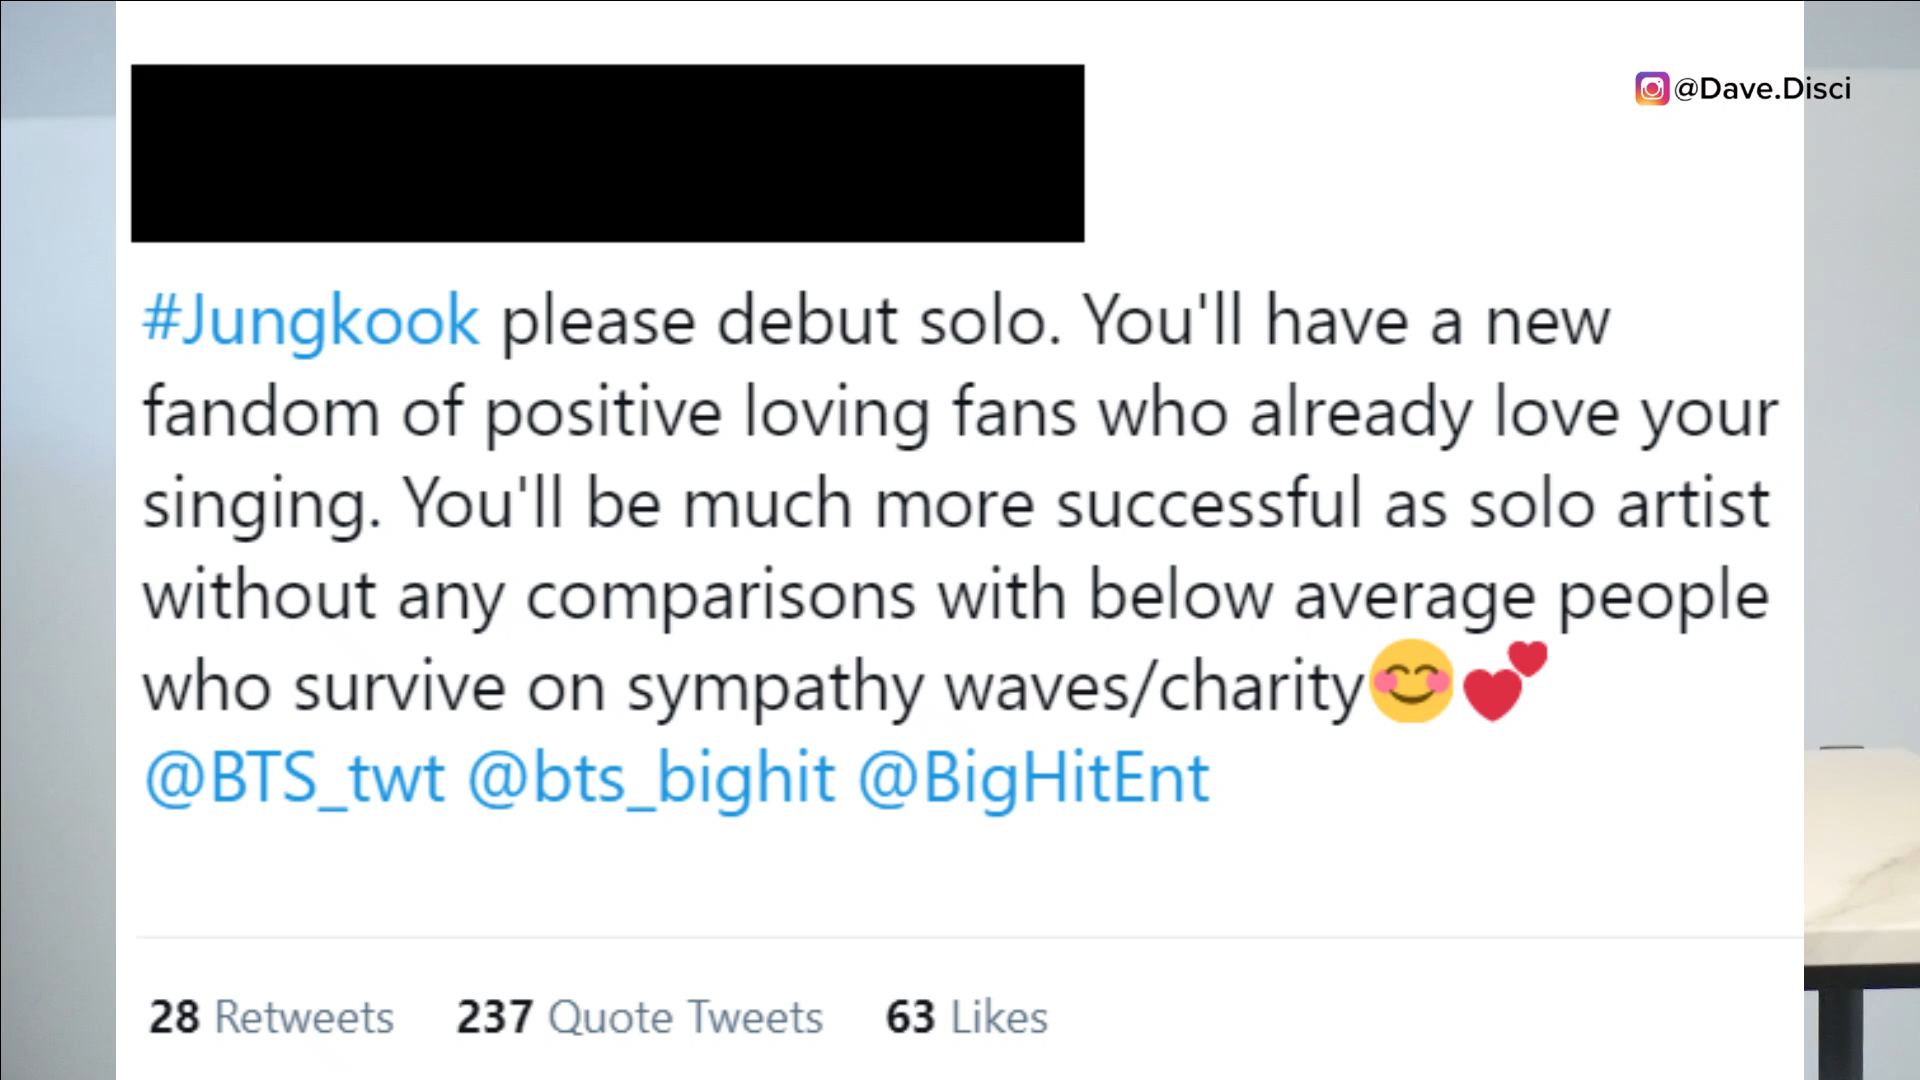 @Dave.Disci
#Jungkook please debut solo. You'll have a new
fandom of positive loving fans who already love your
singing. You'll be much more successful as solo artist
without any comparisons with below average people
who survive on sympathy waves/charity😊💕
@BTS_twt @bts_bighit @BigHitEnt
28 Retweets 237 Quote Tweets 63 Likes